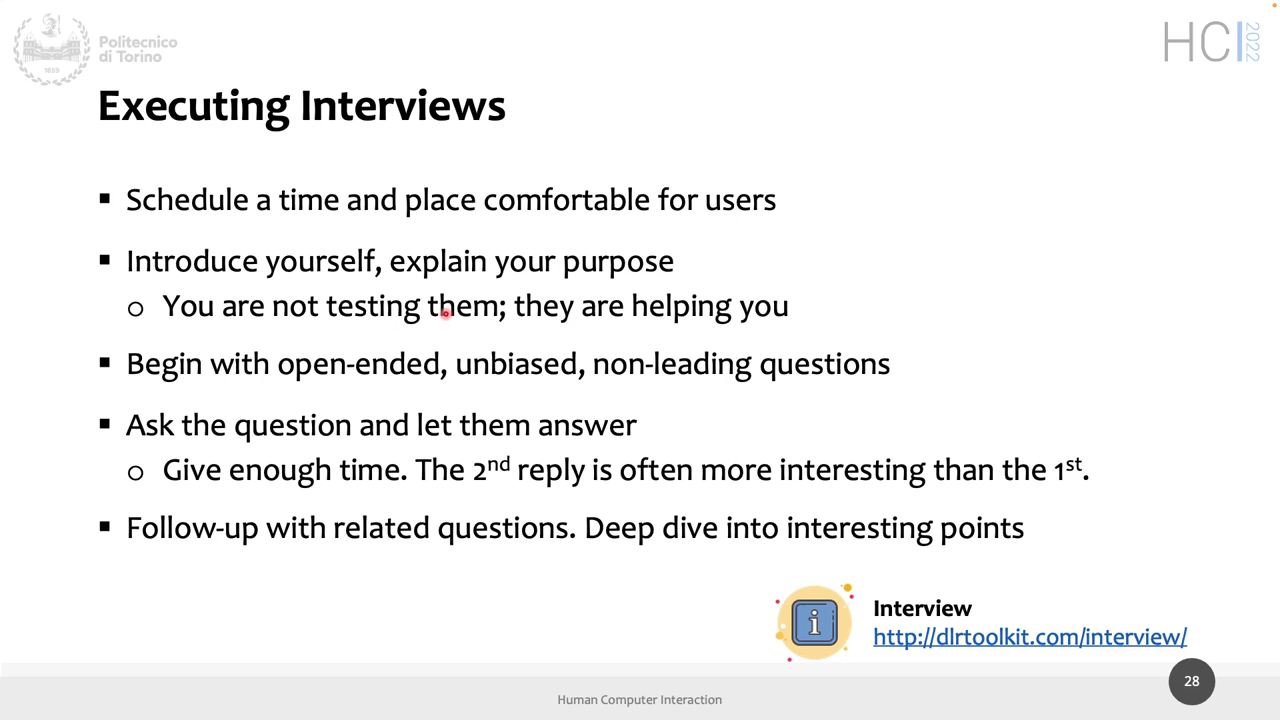 Politecnico
di Torino
1859
HCI 2022
Executing Interviews
▪ Schedule a time and place comfortable for users
▪ Introduce yourself, explain your purpose
o You are not testing them; they are helping you
▪ Begin with open-ended, unbiased, non-leading questions
▪ Ask the question and let them answer
o Give enough time. The 2nd reply is often more interesting than the 1st.
▪ Follow-up with related questions. Deep dive into interesting points
i
Interview
http://dlrtoolkit.com/interview/
28
Human Computer Interaction